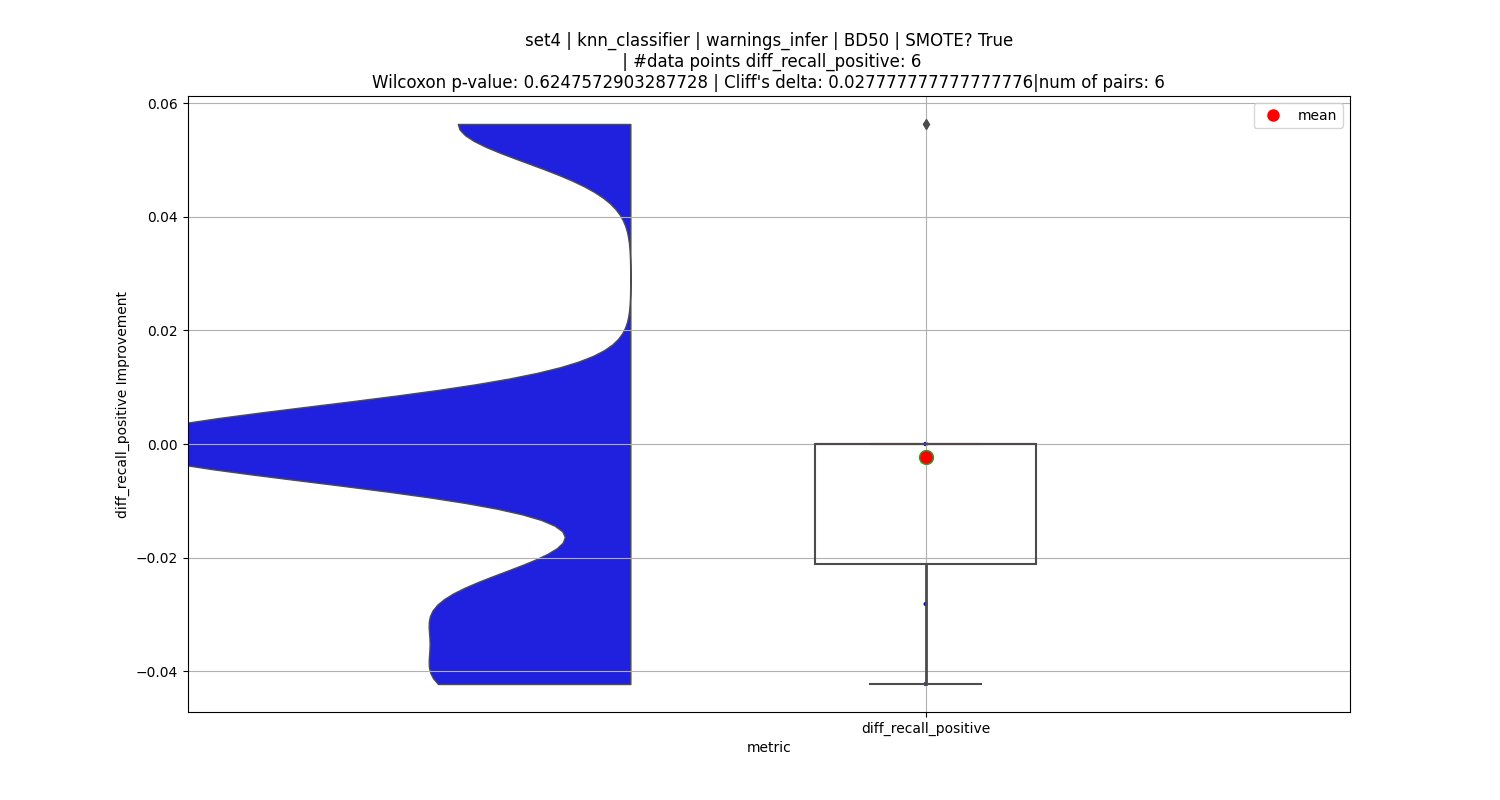 set4 | knn_classifier | warnings_infer | BD50 | SMOTE? True
| #data points diff_recall_positive: 6
Wilcoxon p-value: 0.6247572903287728 | Cliff's delta: 0.027777777777777776|num of pairs: 6
mean
0.06
0.04
0.02
0.00
−0.02
−0.04
diff_recall_positive Improvement
diff_recall_positive
metric